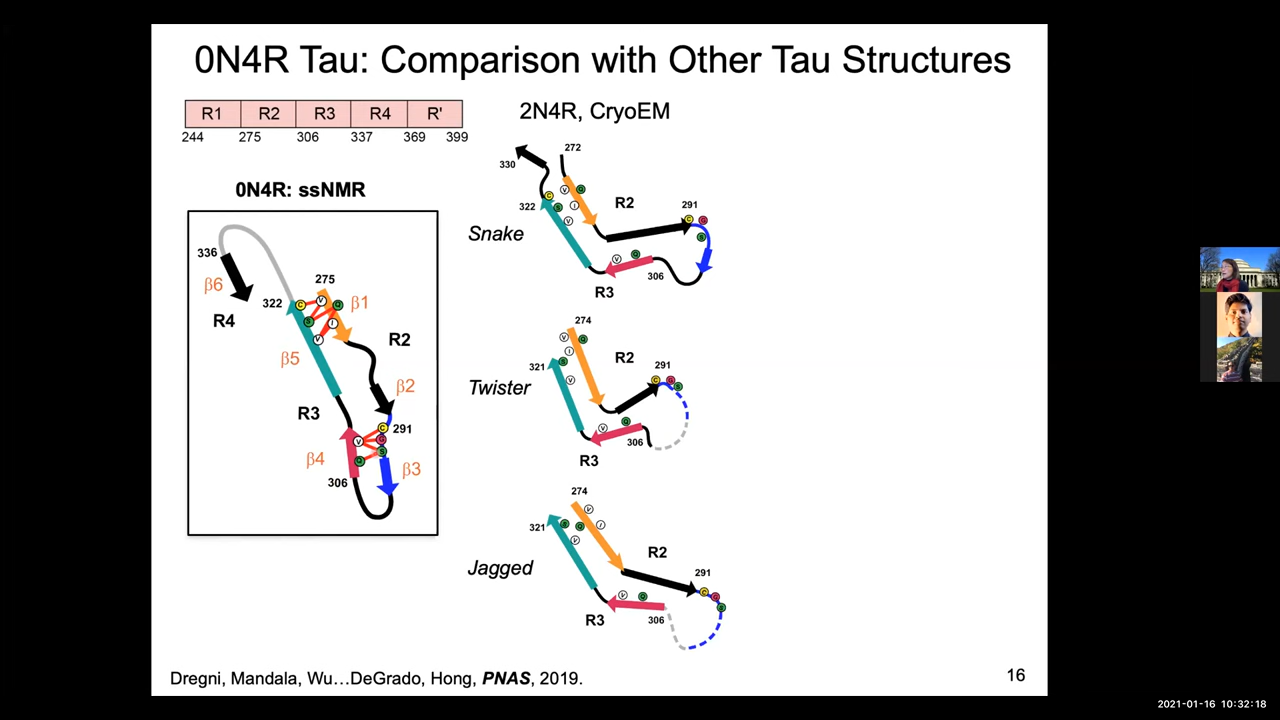 0N4R Tau: Comparison with Other Tau Structures
R1 R2 R3 R4 R'
244 275 306 337 369 399
2N4R, CryoEM
0N4R: ssNMR
336
β6
R4
322
275
C V Q
S I
V
β1
β5
R2
β2
R3
C
291
V G
S
Q
β4
β3
306
330
272
C V Q
322
S I
V
R2
291
C G
S
Snake
V Q
306
R3
274
V Q
I
321
S
V
R2
291
C G S
Twister
V Q
306
R3
274
V
321
S Q I
V
R2
291
C G
S
Jagged
V Q
306
R3
Dregni, Mandala, Wu…DeGrado, Hong, PNAS, 2019.
16
2021-01-16 10:32:18